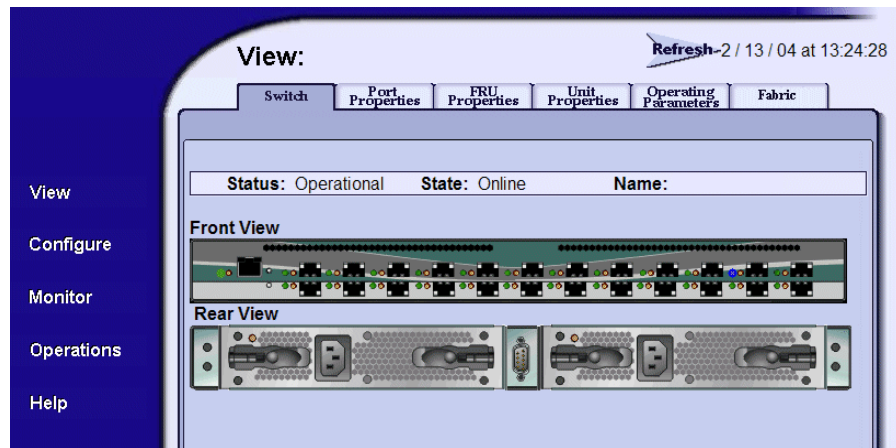 View:
Refresh-2 / 13 / 04 at 13:24:28
Switch
Port Properties
FRU Properties
Unit Properties
Operating Parameters
Fabric
Status: Operational State: Online Name:
View
Front View
Configure
Monitor
Rear View
Operations
Help